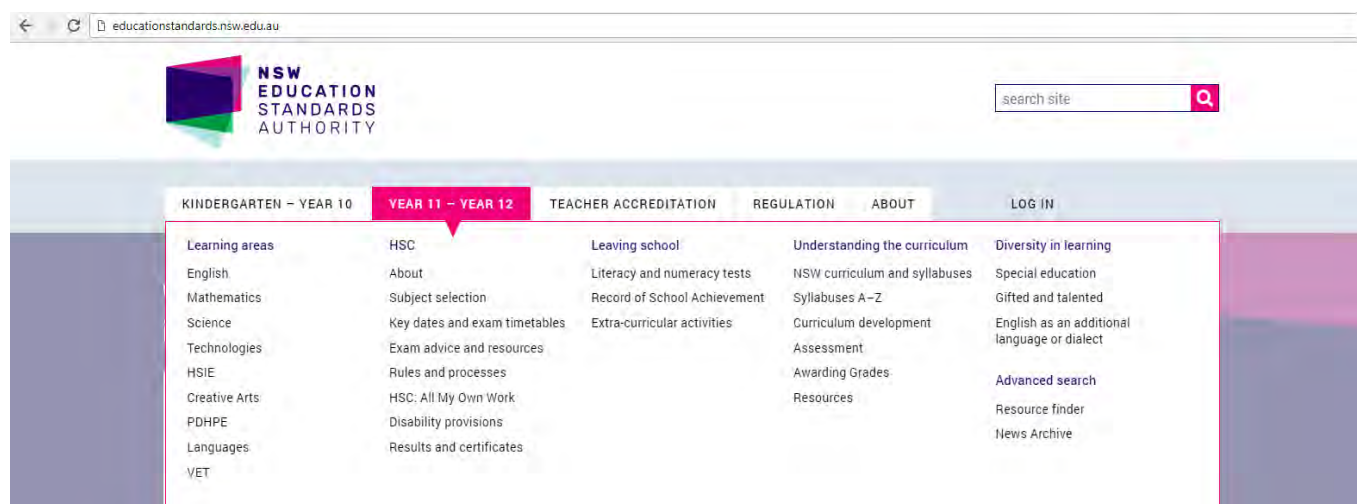 educationstandards.nsw.edu.au
NSW
EDUCATION
STANDARDS
AUTHORITY
search site
KINDERGARTEN – YEAR 10
YEAR 11 – YEAR 12
TEACHER ACCREDITATION
REGULATION
ABOUT
LOG IN
Learning areas
English
Mathematics
Science
Technologies
HSIE
Creative Arts
PDHPE
Languages
VET
HSC
About
Subject selection
Key dates and exam timetables
Exam advice and resources
Rules and processes
HSC: All My Own Work
Disability provisions
Results and certificates
Leaving school
Literacy and numeracy tests
Record of School Achievement
Extra-curricular activities
Understanding the curriculum
NSW curriculum and syllabuses
Syllabuses A–Z
Curriculum development
Assessment
Awarding Grades
Resources
Diversity in learning
Special education
Gifted and talented
English as an additional
language or dialect
Advanced search
Resource finder
News Archive